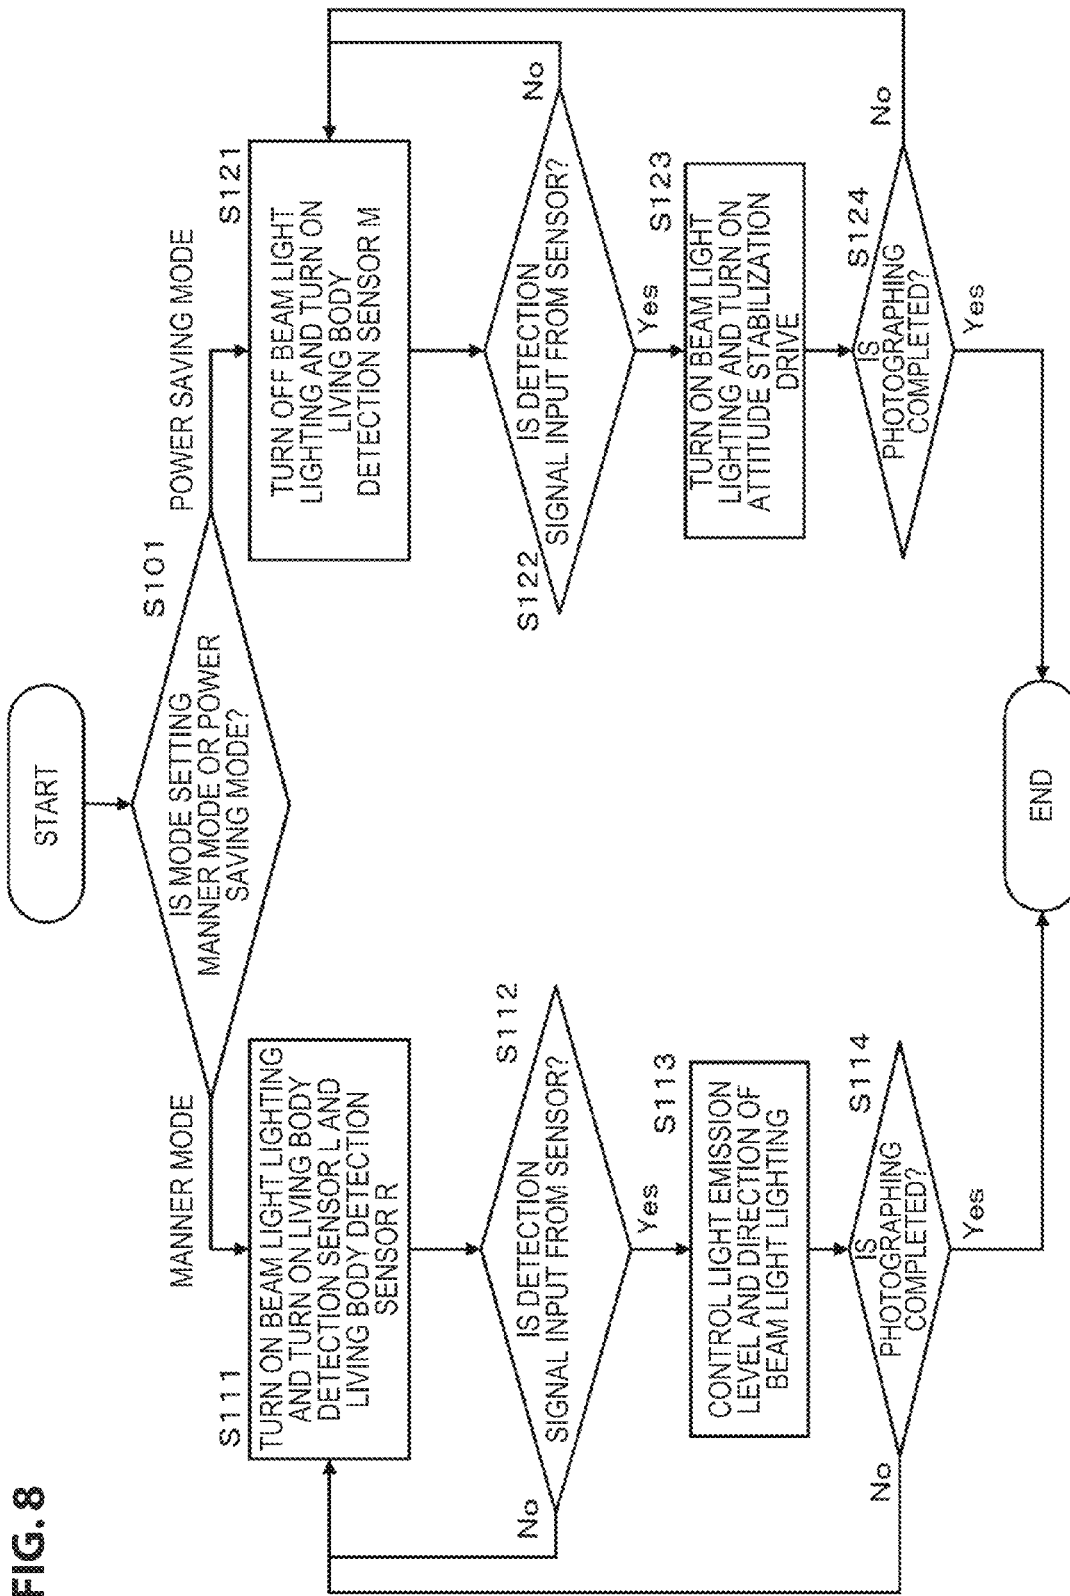 FIG. 8
START
S101
IS MODE SETTING
MANNER MODE OR POWER
SAVING MODE?
MANNER MODE
POWER SAVING MODE
S111
TURN ON BEAM LIGHT LIGHTING
AND TURN ON LIVING BODY
DETECTION SENSOR L AND
LIVING BODY DETECTION
SENSOR R
S112
IS DETECTION
SIGNAL INPUT FROM SENSOR?
No
Yes
S113
CONTROL LIGHT EMISSION
LEVEL AND DIRECTION OF
BEAM LIGHT LIGHTING
S114
IS
PHOTOGRAPHING
COMPLETED?
No
Yes
S121
TURN OFF BEAM LIGHT
LIGHTING AND TURN ON
LIVING BODY
DETECTION SENSOR M
S122
IS DETECTION
SIGNAL INPUT FROM SENSOR?
No
Yes
S123
TURN ON BEAM LIGHT
LIGHTING AND TURN ON
ATTITUDE STABILIZATION
DRIVE
S124
IS
PHOTOGRAPHING
COMPLETED?
No
Yes
END